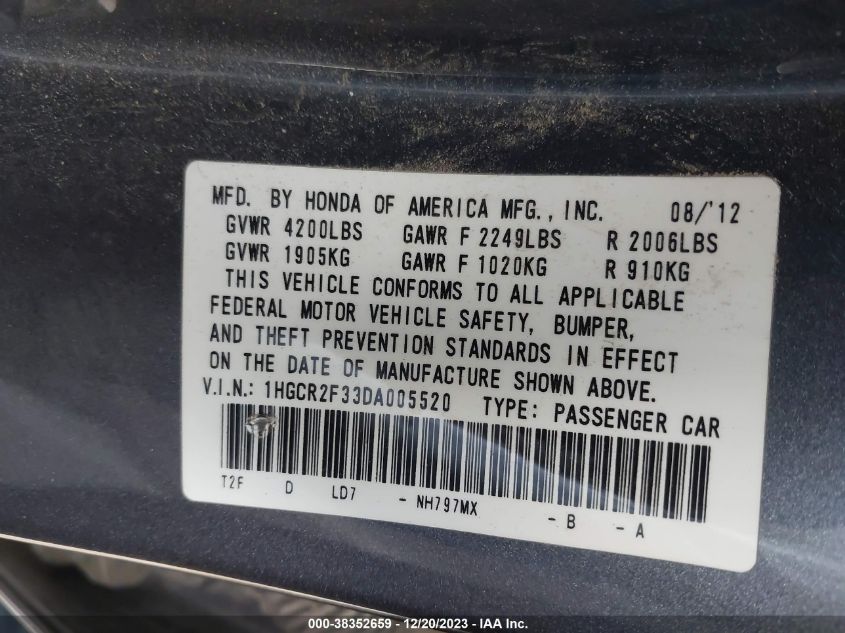 MFD. BY HONDA OF AMERICA MFG., INC. 08/'12
GVWR 4200LBS GAWR F 2249LBS R 2006LBS
GVWR 1905KG GAWR F 1020KG R 910KG
THIS VEHICLE CONFORMS TO ALL APPLICABLE
FEDERAL MOTOR VEHICLE SAFETY, BUMPER,
AND THEFT PREVENTION STANDARDS IN EFFECT
ON THE DATE OF MANUFACTURE SHOWN ABOVE.
V.I.N.: 1HGCR2F33DA005520 TYPE: PASSENGER CAR
T2F D LD7 - NH797MX - B - A
000-38352659 - 12/20/2023 - IAA Inc.